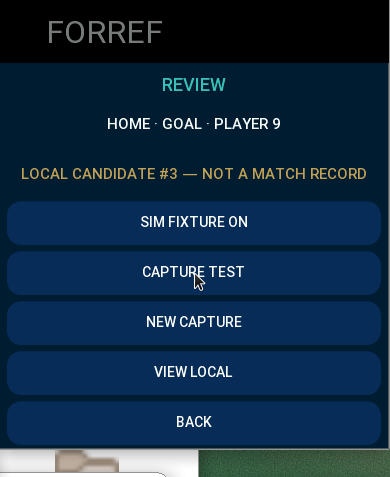 FORREF
REVIEW
HOME · GOAL · PLAYER 9
LOCAL CANDIDATE #3 — NOT A MATCH RECORD
SIM FIXTURE ON
CAPTURE TEST
NEW CAPTURE
VIEW LOCAL
BACK